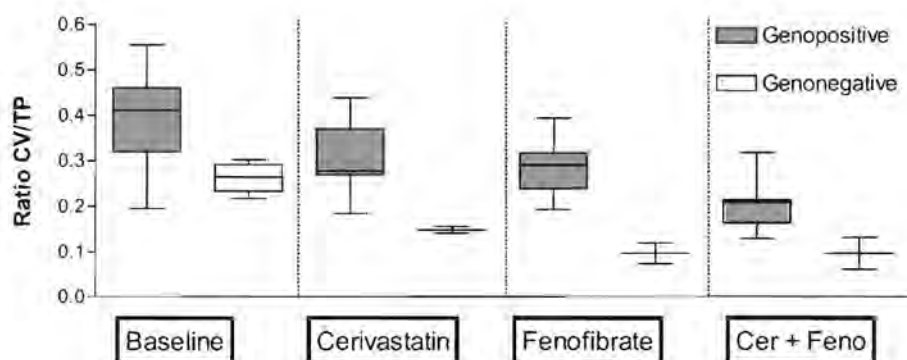 0.6
0.5
0.4
0.3
0.2
0.1
0.0
Ratio CV/TP
Genopositive
Genonegative
Baseline
Cerivastatin
Fenofibrate
Cer + Feno